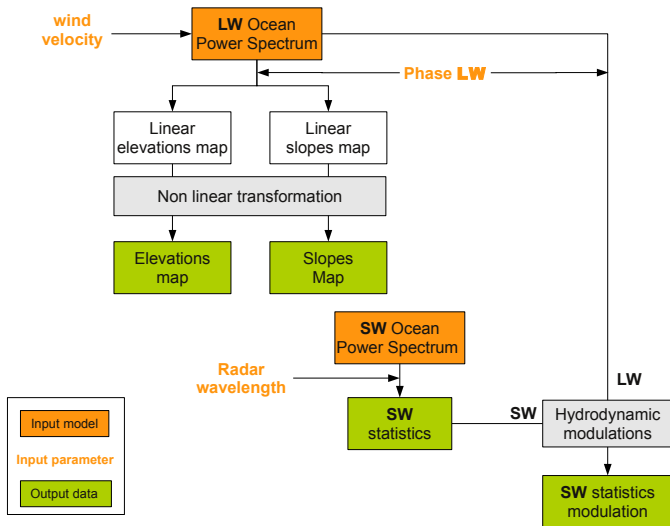 wind
velocity
LW Ocean
Power Spectrum
Phase LW
Linear
elevations map
Linear
slopes map
Non linear transformation
Elevations
map
Slopes
Map
SW Ocean
Power Spectrum
Radar
wavelength
LW
SW
statistics
SW
Hydrodynamic
modulations
SW statistics
modulation
Input model
Input parameter
Output data